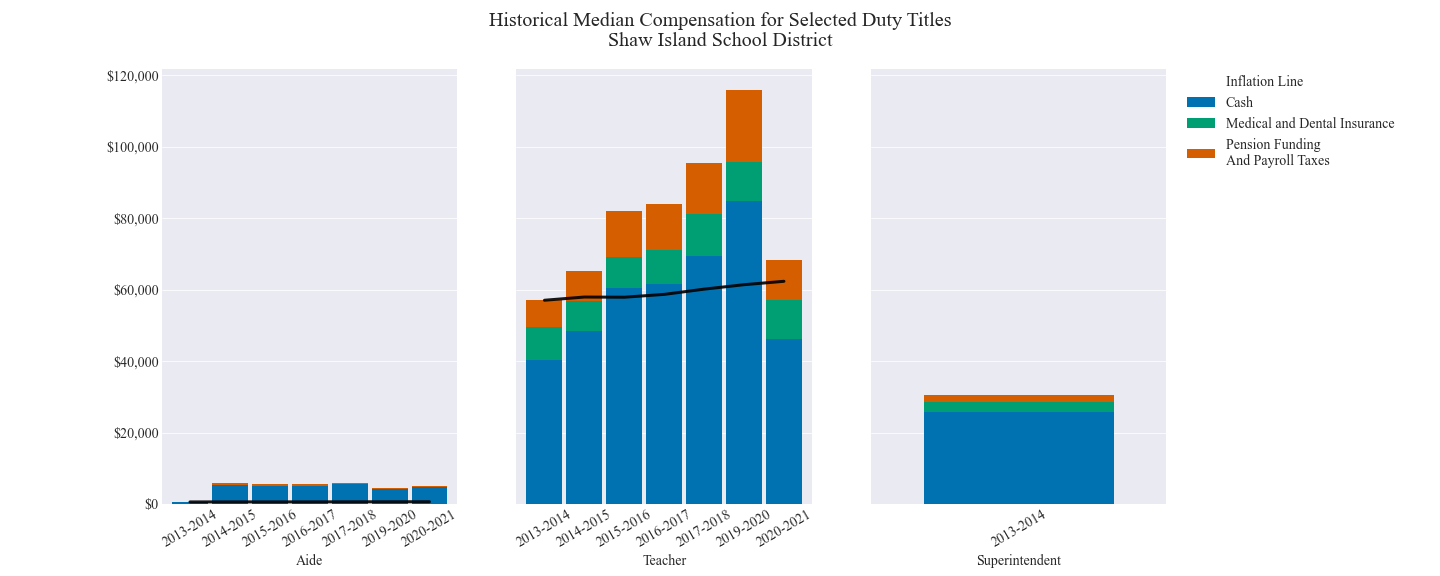 Historical Median Compensation for Selected Duty Titles
Shaw Island School District
$120,000
$100,000
$80,000
$60,000
$40,000
$20,000
$0
2013-2014
2014-2015
2015-2016
2016-2017
2017-2018
2019-2020
2020-2021
Aide
2013-2014
2014-2015
2015-2016
2016-2017
2017-2018
2019-2020
2020-2021
Teacher
2013-2014
Superintendent
Inflation Line
Cash
Medical and Dental Insurance
Pension Funding
And Payroll Taxes